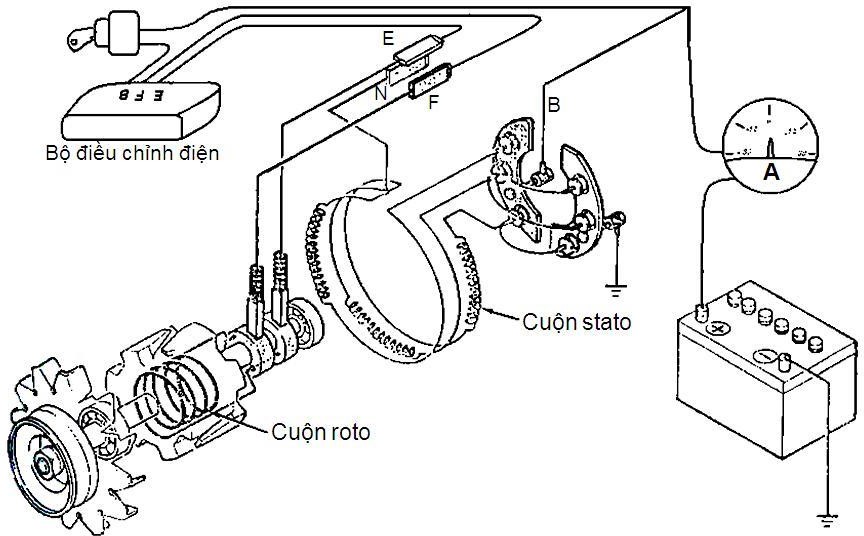 E
N
F
B
E F B
Bộ điều chỉnh điện
A
Cuộn stato
Cuộn roto
+
−